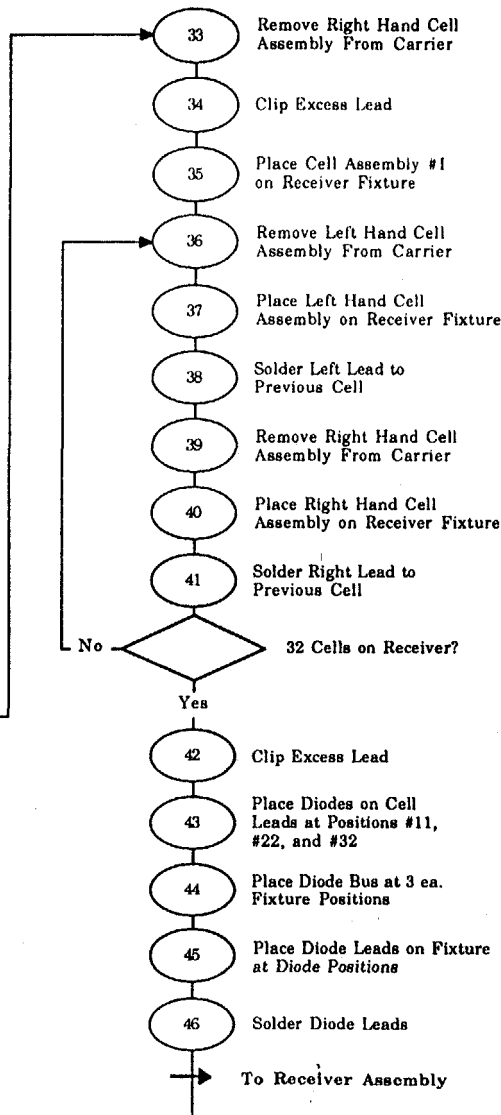 33
Remove Right Hand Cell
Assembly From Carrier
34
Clip Excess Lead
35
Place Cell Assembly #1
on Receiver Fixture
36
Remove Left Hand Cell
Assembly From Carrier
37
Place Left Hand Cell
Assembly on Receiver Fixture
38
Solder Left Lead to
Previous Cell
39
Remove Right Hand Cell
Assembly From Carrier
40
Place Right Hand Cell
Assembly on Receiver Fixture
41
Solder Right Lead to
Previous Cell
No
32 Cells on Receiver?
Yes
42
Clip Excess Lead
43
Place Diodes on Cell
Leads at Positions #11,
#22, and #32
44
Place Diode Bus at 3 ea.
Fixture Positions
45
Place Diode Leads on Fixture
at Diode Positions
46
Solder Diode Leads
To Receiver Assembly